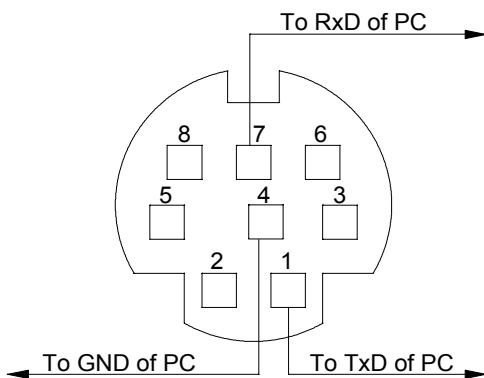 To RxD of PC
8 7 6
5 4 3
2 1
To GND of PC To TxD of PC